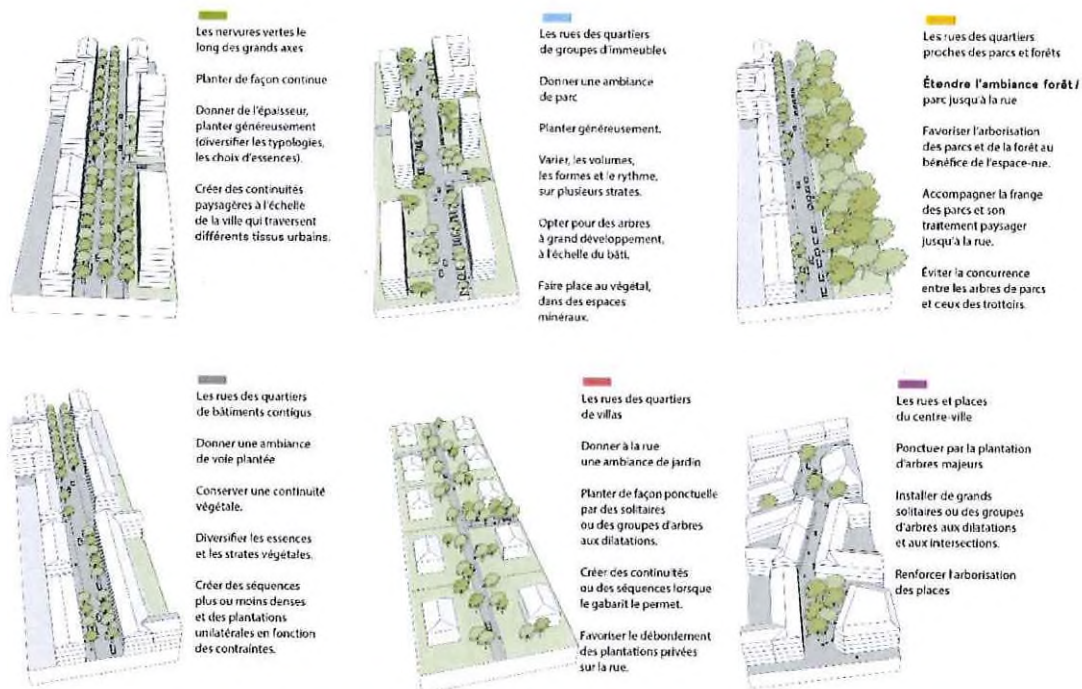 Les nervures vertes le
long des grands axes
Planter de façon continue
Donner de l'épaisseur,
planter généreusement
(diversifier les typologies,
les choix d'essences).
Créer des continuités
paysagères à l'échelle
de la ville qui traversent
différents tissus urbains.
Les rues des quartiers
de groupes d'immeubles
Donner une ambiance
de parc
Planter généreusement.
Varier, les volumes,
les formes et le rythme,
sur plusieurs strates.
Opter pour des arbres
à grand développement,
à l'échelle du bâti.
Faire place au végétal,
dans des espaces
minéraux.
Les rues des quartiers
proches des parcs et forêts
Étendre l'ambiance forêt /
parc jusqu'à la rue
Favoriser l'arborisation
des parcs et de la forêt au
bénéfice de l'espace-rue.
Accompagner la frange
des parcs et son
traitement paysager
jusqu'à la rue.
Éviter la concurrence
entre les arbres de parcs
et ceux des trottoirs.
Les rues des quartiers
de bâtiments contigus
Donner une ambiance
de voie plantée
Conserver une continuité
végétale.
Diversifier les essences
et les strates végétales.
Créer des séquences
plus ou moins denses
et des plantations
unilatérales en fonction
des contraintes.
Les rues des quartiers
de villas
Donner à la rue
une ambiance de jardin
Planter de façon ponctuelle
par des solitaires
ou des groupes d'arbres
aux dilatations.
Créer des continuités
ou des séquences lorsque
le gabarit le permet.
Favoriser le débordement
des plantations privées
sur la rue.
Les rues et places
du centre-ville
Ponctuer par la plantation
d'arbres majeurs
Installer de grands
solitaires ou des groupes
d'arbres aux dilatations
et aux intersections.
Renforcer l'arborisation
des places